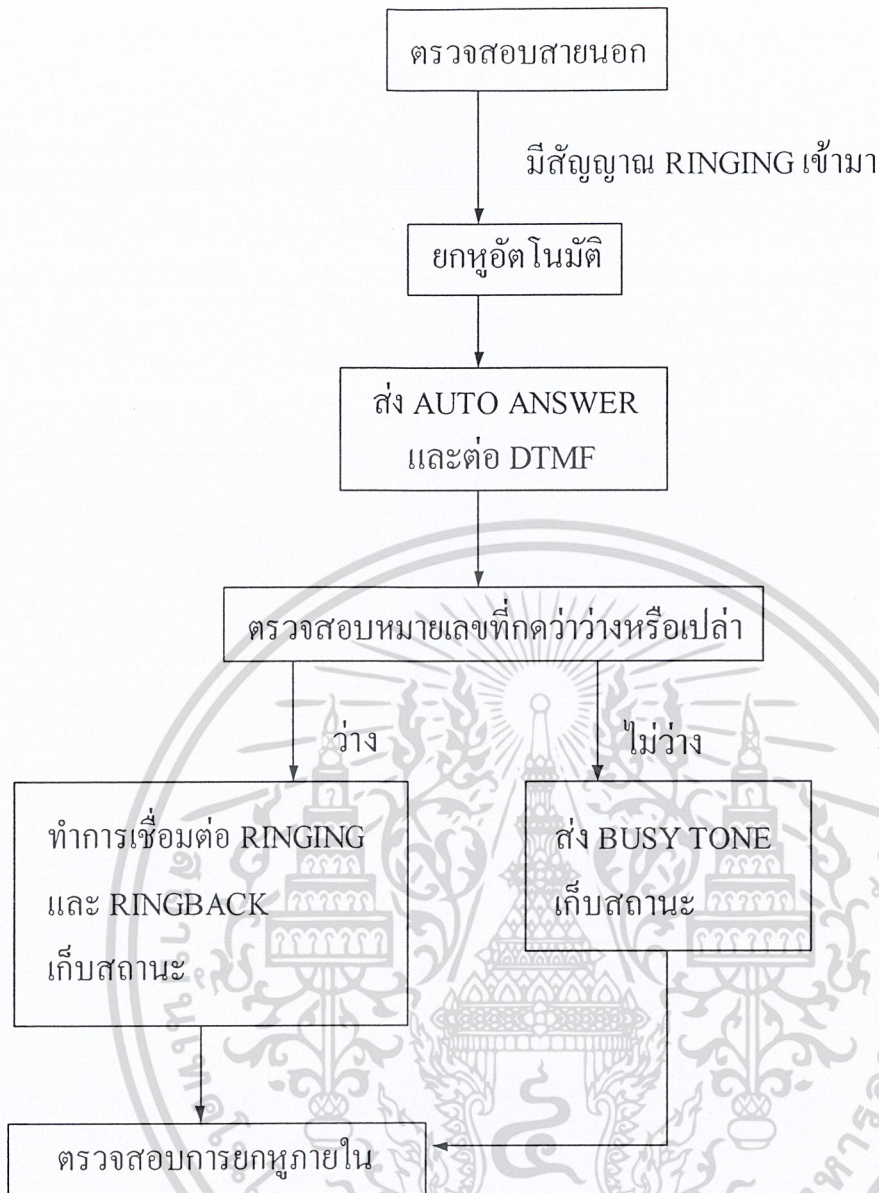 ตรวจสอบสายนอก
มีสัญญาณ RINGING เข้ามา
ยกหูอัตโนมัติ
ส่ง AUTO ANSWER
และต่อ DTMF
ตรวจสอบหมายเลขที่กดว่าว่างหรือเปล่า
ว่าง
ไม่ว่าง
ทำการเชื่อมต่อ RINGING
และ RINGBACK
เก็บสถานะ
ส่ง BUSY TONE
เก็บสถานะ
ตรวจสอบการยกหูภายใน